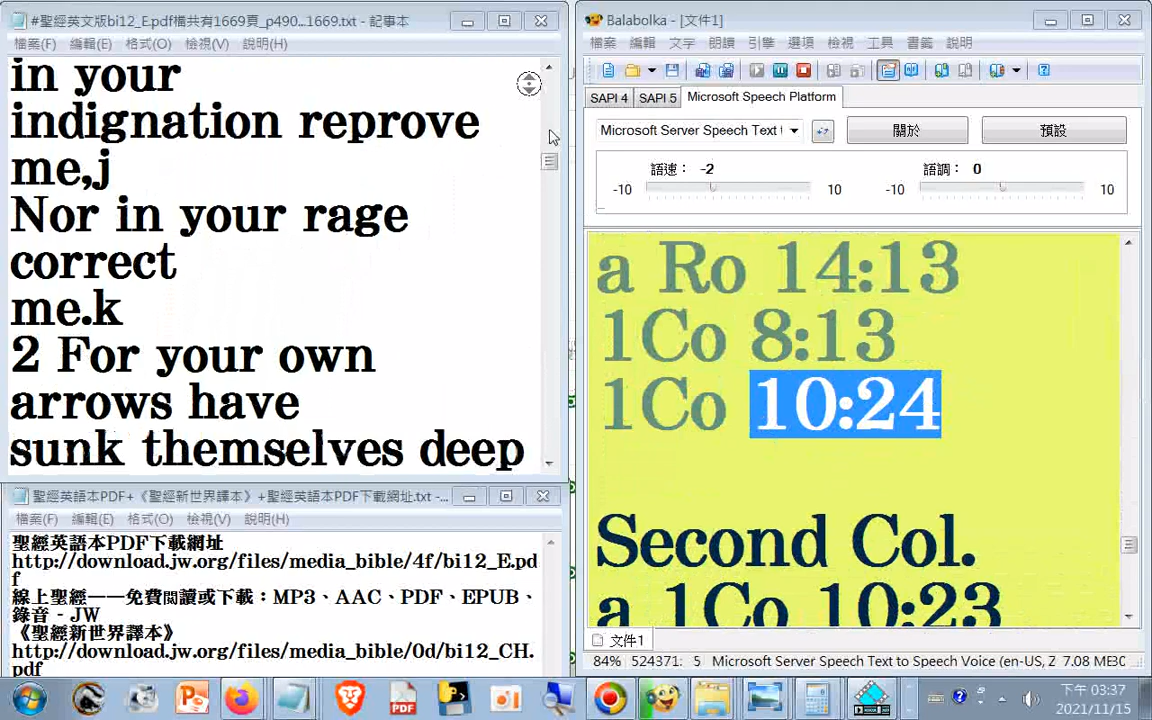 #聖經英文版bi12_E.pdf檔共有1669頁_p490...1669.txt - 記事本
檔案(F) 編輯(E) 格式(O) 檢視(V) 說明(H)
in your
indignation reprove
me,j
Nor in your rage
correct
me.k
2 For your own
arrows have
sunk themselves deep
聖經英語本PDF+《聖經新世界譯本》+聖經英語本PDF下載網址.txt -...
檔案(F) 編輯(E) 格式(O) 檢視(V) 說明(H)
聖經英語本PDF下載網址
http://download.jw.org/files/media_bible/4f/bi12_E.pd
f
線上聖經——免費閱讀或下載：MP3、AAC、PDF、EPUB、
錄音 - JW
《聖經新世界譯本》
http://download.jw.org/files/media_bible/0d/bi12_CH.
pdf
Balabolka - [文件1]
檔案 編輯 文字 朗讀 引擎 選項 檢視 工具 書籤 說明
SAPI 4 SAPI 5 Microsoft Speech Platform
Microsoft Server Speech Text 關於 預設
語速： -2 語調： 0
-10 10 -10 10
a Ro 14:13
1Co 8:13
1Co 10:24
Second Col.
a 1Co 10:23
文件1
84% 524371: 5 Microsoft Server Speech Text to Speech Voice (en-US, Z 7.08 MB
下午 03:37
2021/11/15